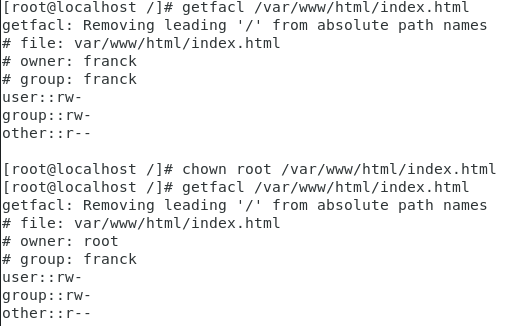 [root@localhost /]# getfacl /var/www/html/index.html
getfacl: Removing leading '/' from absolute path names
# file: var/www/html/index.html
# owner: franck
# group: franck
user::rw-
group::rw-
other::r--

[root@localhost /]# chown root /var/www/html/index.html
[root@localhost /]# getfacl /var/www/html/index.html
getfacl: Removing leading '/' from absolute path names
# file: var/www/html/index.html
# owner: root
# group: franck
user::rw-
group::rw-
other::r--